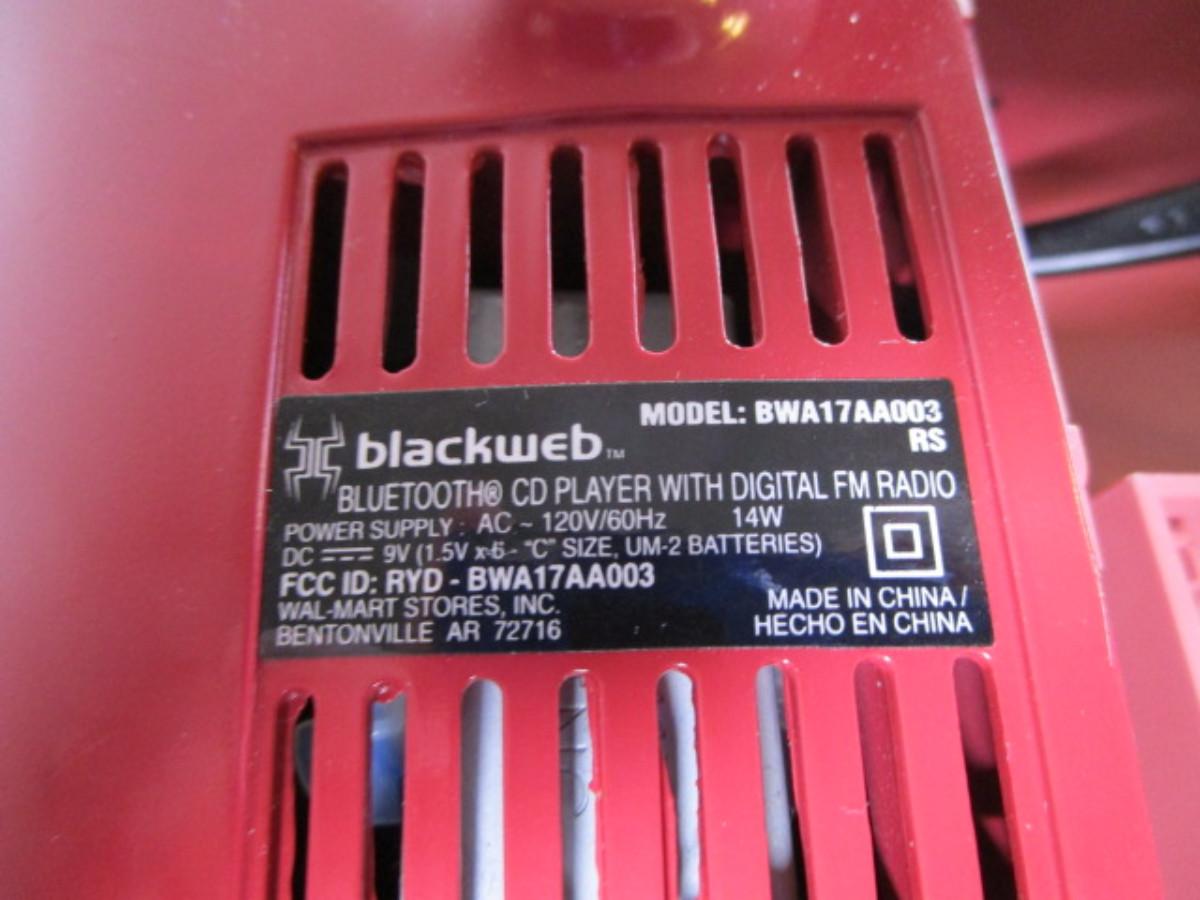 blackweb™
MODEL: BWA17AA003
RS
BLUETOOTH® CD PLAYER WITH DIGITAL FM RADIO
POWER SUPPLY : AC ~ 120V/60Hz 14W
DC ⎓ 9V (1.5V x 6 - "C" SIZE, UM-2 BATTERIES)
FCC ID: RYD - BWA17AA003
WAL-MART STORES, INC.
BENTONVILLE AR 72716
MADE IN CHINA /
HECHO EN CHINA